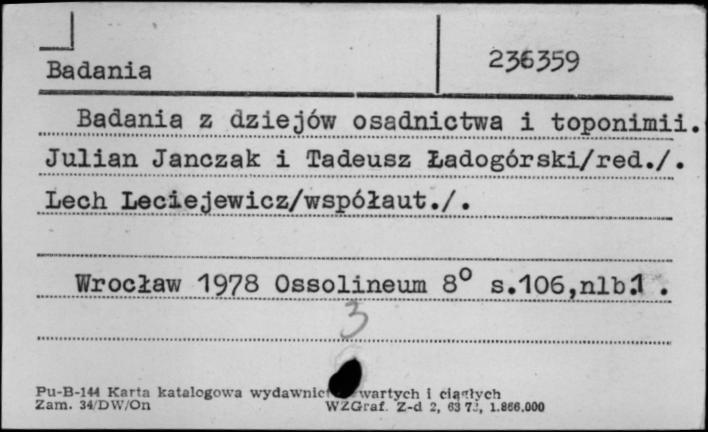 Badania
236359
Badania z dziejów osadnictwa i toponimii.
Julian Janczak i Tadeusz Ładogórski/red./.
Lech Leciejewicz/współaut./.
Wrocław 1978 Ossolineum 8° s.106,nlb.1 .
3
Pu-B-144 Karta katalogowa wydawnic wartych i ciągłych
Zam. 34/DW/On WZGraf. Z-d 2, 63 73, 1.866.000